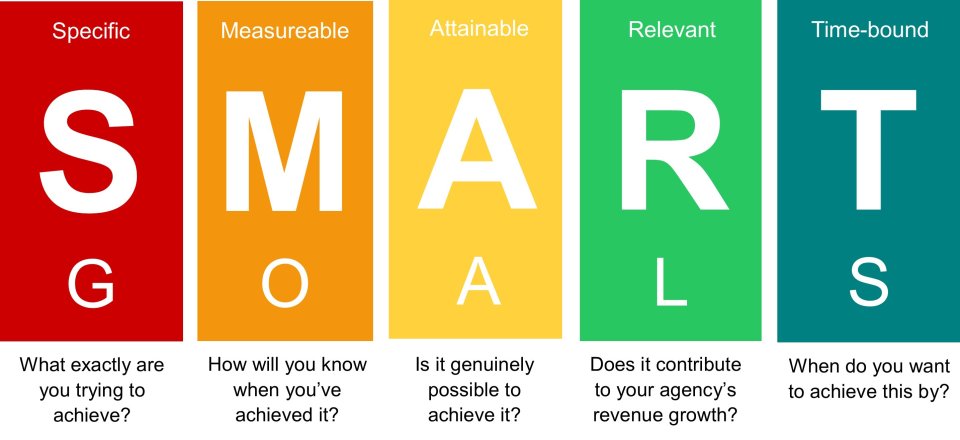 Specific
Measureable
Attainable
Relevant
Time-bound
S M A R T
G O A L S
What exactly are
you trying to
achieve?
How will you know
when you've
achieved it?
Is it genuinely
possible to
achieve it?
Does it contribute
to your agency's
revenue growth?
When do you want
to achieve this by?